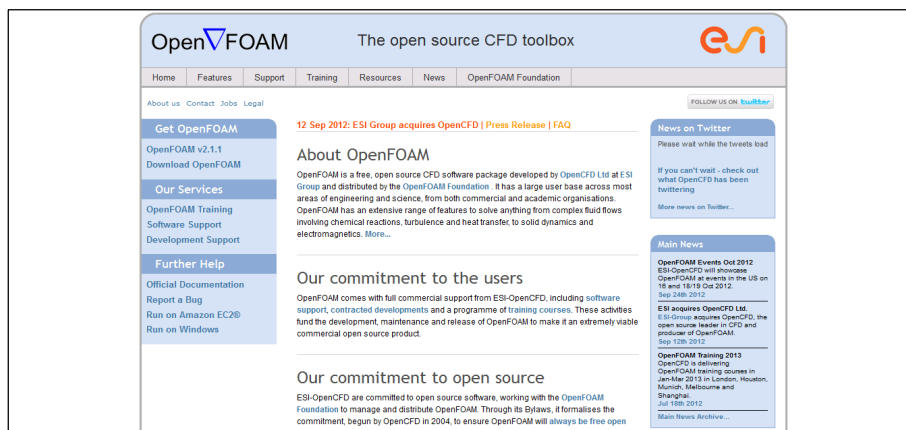 Open∇FOAM
The open source CFD toolbox
esi
Home Features Support Training Resources News OpenFOAM Foundation
About us Contact Jobs Legal
FOLLOW US ON twitter
Get OpenFOAM
OpenFOAM v2.1.1
Download OpenFOAM
Our Services
OpenFOAM Training
Software Support
Development Support
Further Help
Official Documentation
Report a Bug
Run on Amazon EC2®
Run on Windows
12 Sep 2012: ESI Group acquires OpenCFD | Press Release | FAQ
About OpenFOAM
OpenFOAM is a free, open source CFD software package developed by OpenCFD Ltd at ESI
Group and distributed by the OpenFOAM Foundation . It has a large user base across most
areas of engineering and science, from both commercial and academic organisations.
OpenFOAM has an extensive range of features to solve anything from complex fluid flows
involving chemical reactions, turbulence and heat transfer, to solid dynamics and
electromagnetics. More...
Our commitment to the users
OpenFOAM comes with full commercial support from ESI-OpenCFD, including software
support, contracted developments and a programme of training courses. These activities
fund the development, maintenance and release of OpenFOAM to make it an extremely viable
commercial open source product.
Our commitment to open source
ESI-OpenCFD are committed to open source software, working with the OpenFOAM
Foundation to manage and distribute OpenFOAM. Through its Bylaws, it formalises the
commitment, begun by OpenCFD in 2004, to ensure OpenFOAM will always be free open
News on Twitter
Please wait while the tweets load
If you can't wait - check out
what OpenCFD has been
twittering
More news on Twitter...
Main News
OpenFOAM Events Oct 2012
ESI-OpenCFD will showcase
OpenFOAM at events in the US on
16 and 18/19 Oct 2012.
Sep 24th 2012
ESI acquires OpenCFD Ltd.
ESI-Group acquires OpenCFD, the
open source leader in CFD and
producer of OpenFOAM.
Sep 12th 2012
OpenFOAM Training 2013
OpenCFD is delivering
OpenFOAM training courses in
Jan-Mar 2013 in London, Houston,
Munich, Melbourne and
Shanghai.
Jul 18th 2012
Main News Archive...